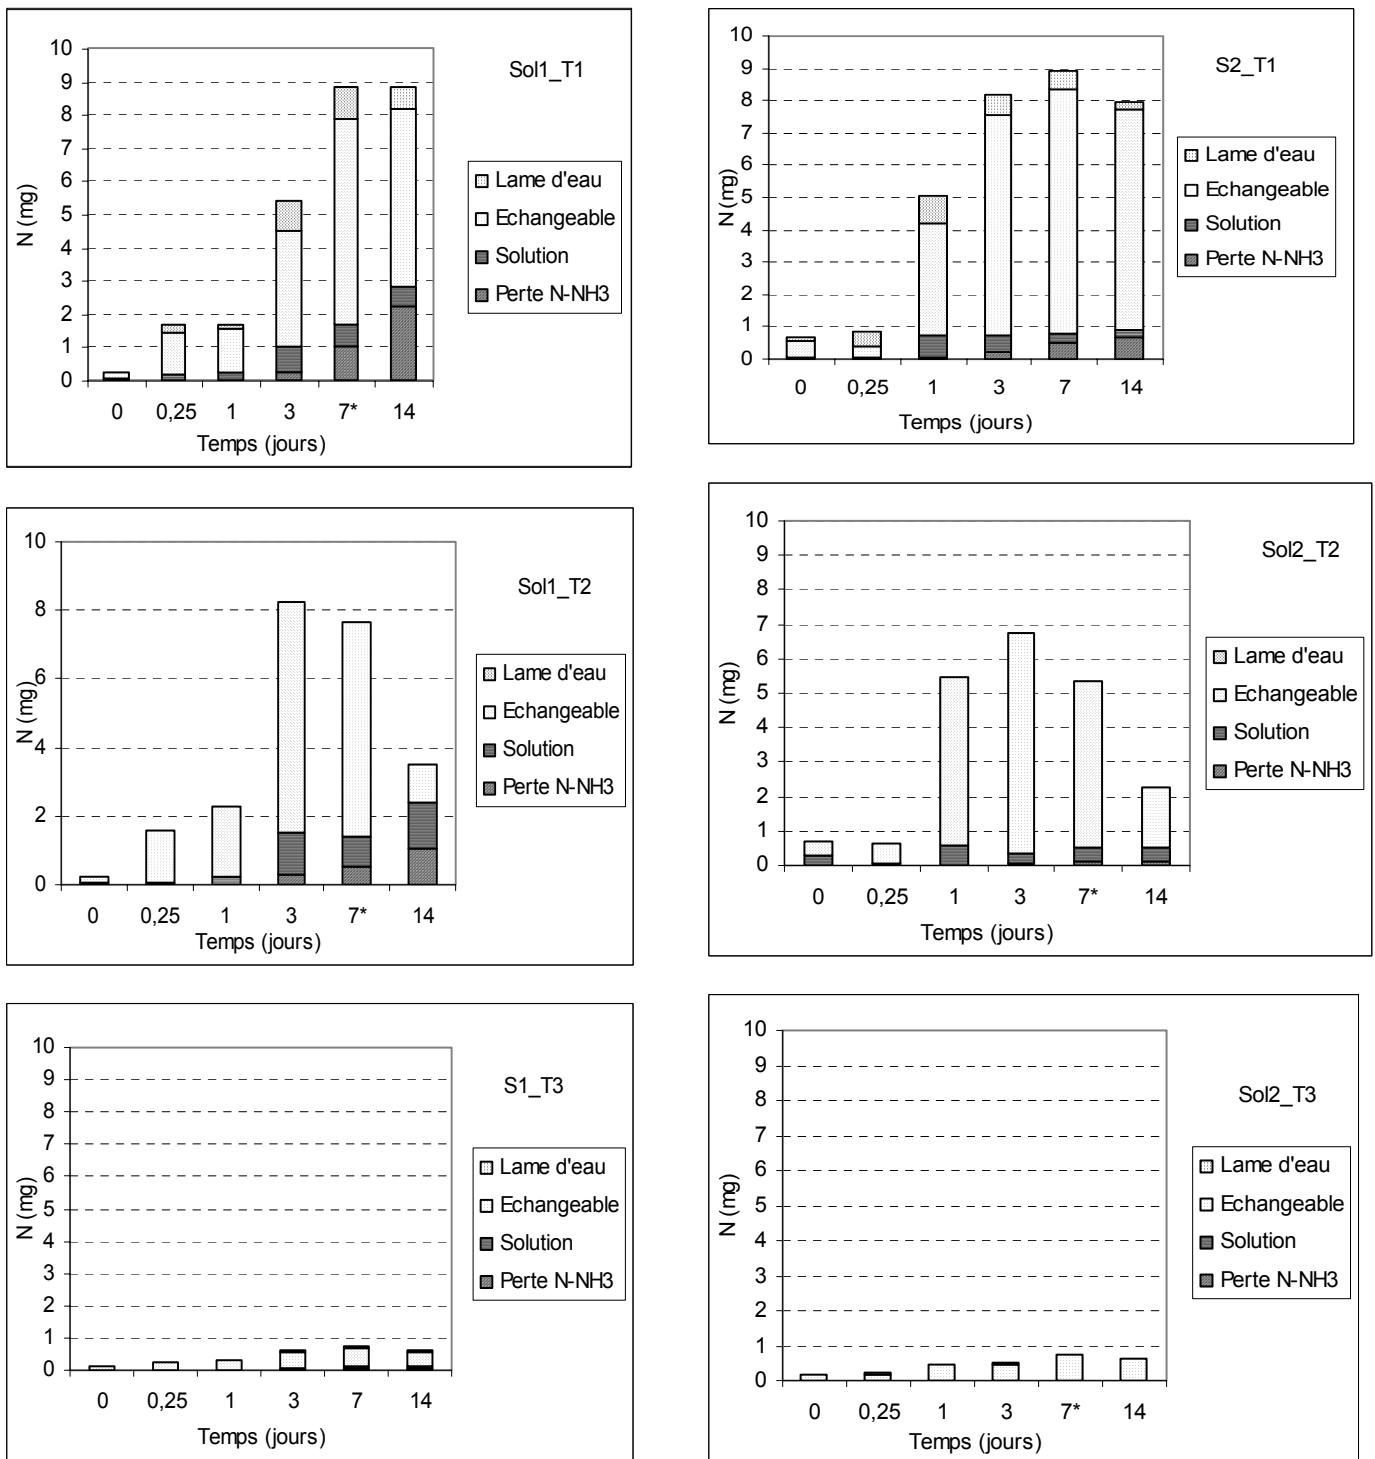 Sol1_T1
N (mg)
10
9
8
7
6
5
4
3
2
1
0
0 0,25 1 3 7* 14
Temps (jours)
Lame d'eau
Echangeable
Solution
Perte N-NH3
S2_T1
N (mg)
10
9
8
7
6
5
4
3
2
1
0
0 0,25 1 3 7 14
Temps (jours)
Lame d'eau
Echangeable
Solution
Perte N-NH3
Sol1_T2
N (mg)
10
8
6
4
2
0
0 0,25 1 3 7* 14
Temps (jours)
Lame d'eau
Echangeable
Solution
Perte N-NH3
Sol2_T2
N (mg)
10
9
8
7
6
5
4
3
2
1
0
0 0,25 1 3 7* 14
Temps (jours)
Lame d'eau
Echangeable
Solution
Perte N-NH3
S1_T3
N (mg)
10
9
8
7
6
5
4
3
2
1
0
0 0,25 1 3 7 14
Temps (jours)
Lame d'eau
Echangeable
Solution
Perte N-NH3
Sol2_T3
N (mg)
10
9
8
7
6
5
4
3
2
1
0
0 0,25 1 3 7* 14
Temps (jours)
Lame d'eau
Echangeable
Solution
Perte N-NH3